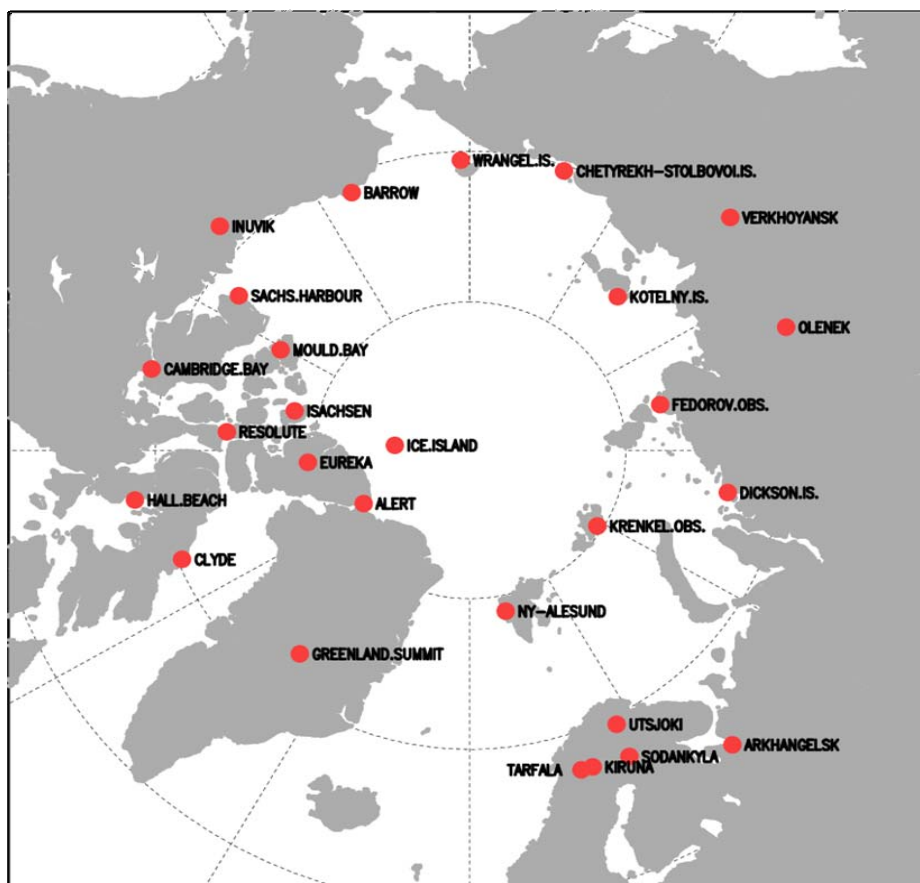 WRANGEL.IS.
CHETYREKH-STOLBOVOI.IS.
BARROW
VERKHOYANSK
INUVIK
SACHS.HARBOUR
KOTELNY.IS.
OLENEK
MOULD.BAY
CAMBRIDGE.BAY
FEDOROV.OBS.
ISACHSEN
RESOLUTE
ICE.ISLAND
EUREKA
DICKSON.IS.
HALL.BEACH
ALERT
KRENKEL.OBS.
CLYDE
NY-ALESUND
GREENLAND.SUMMIT
UTSJOKI
ARKHANGELSK
SODANKYLA
TARFALA
KIRUNA